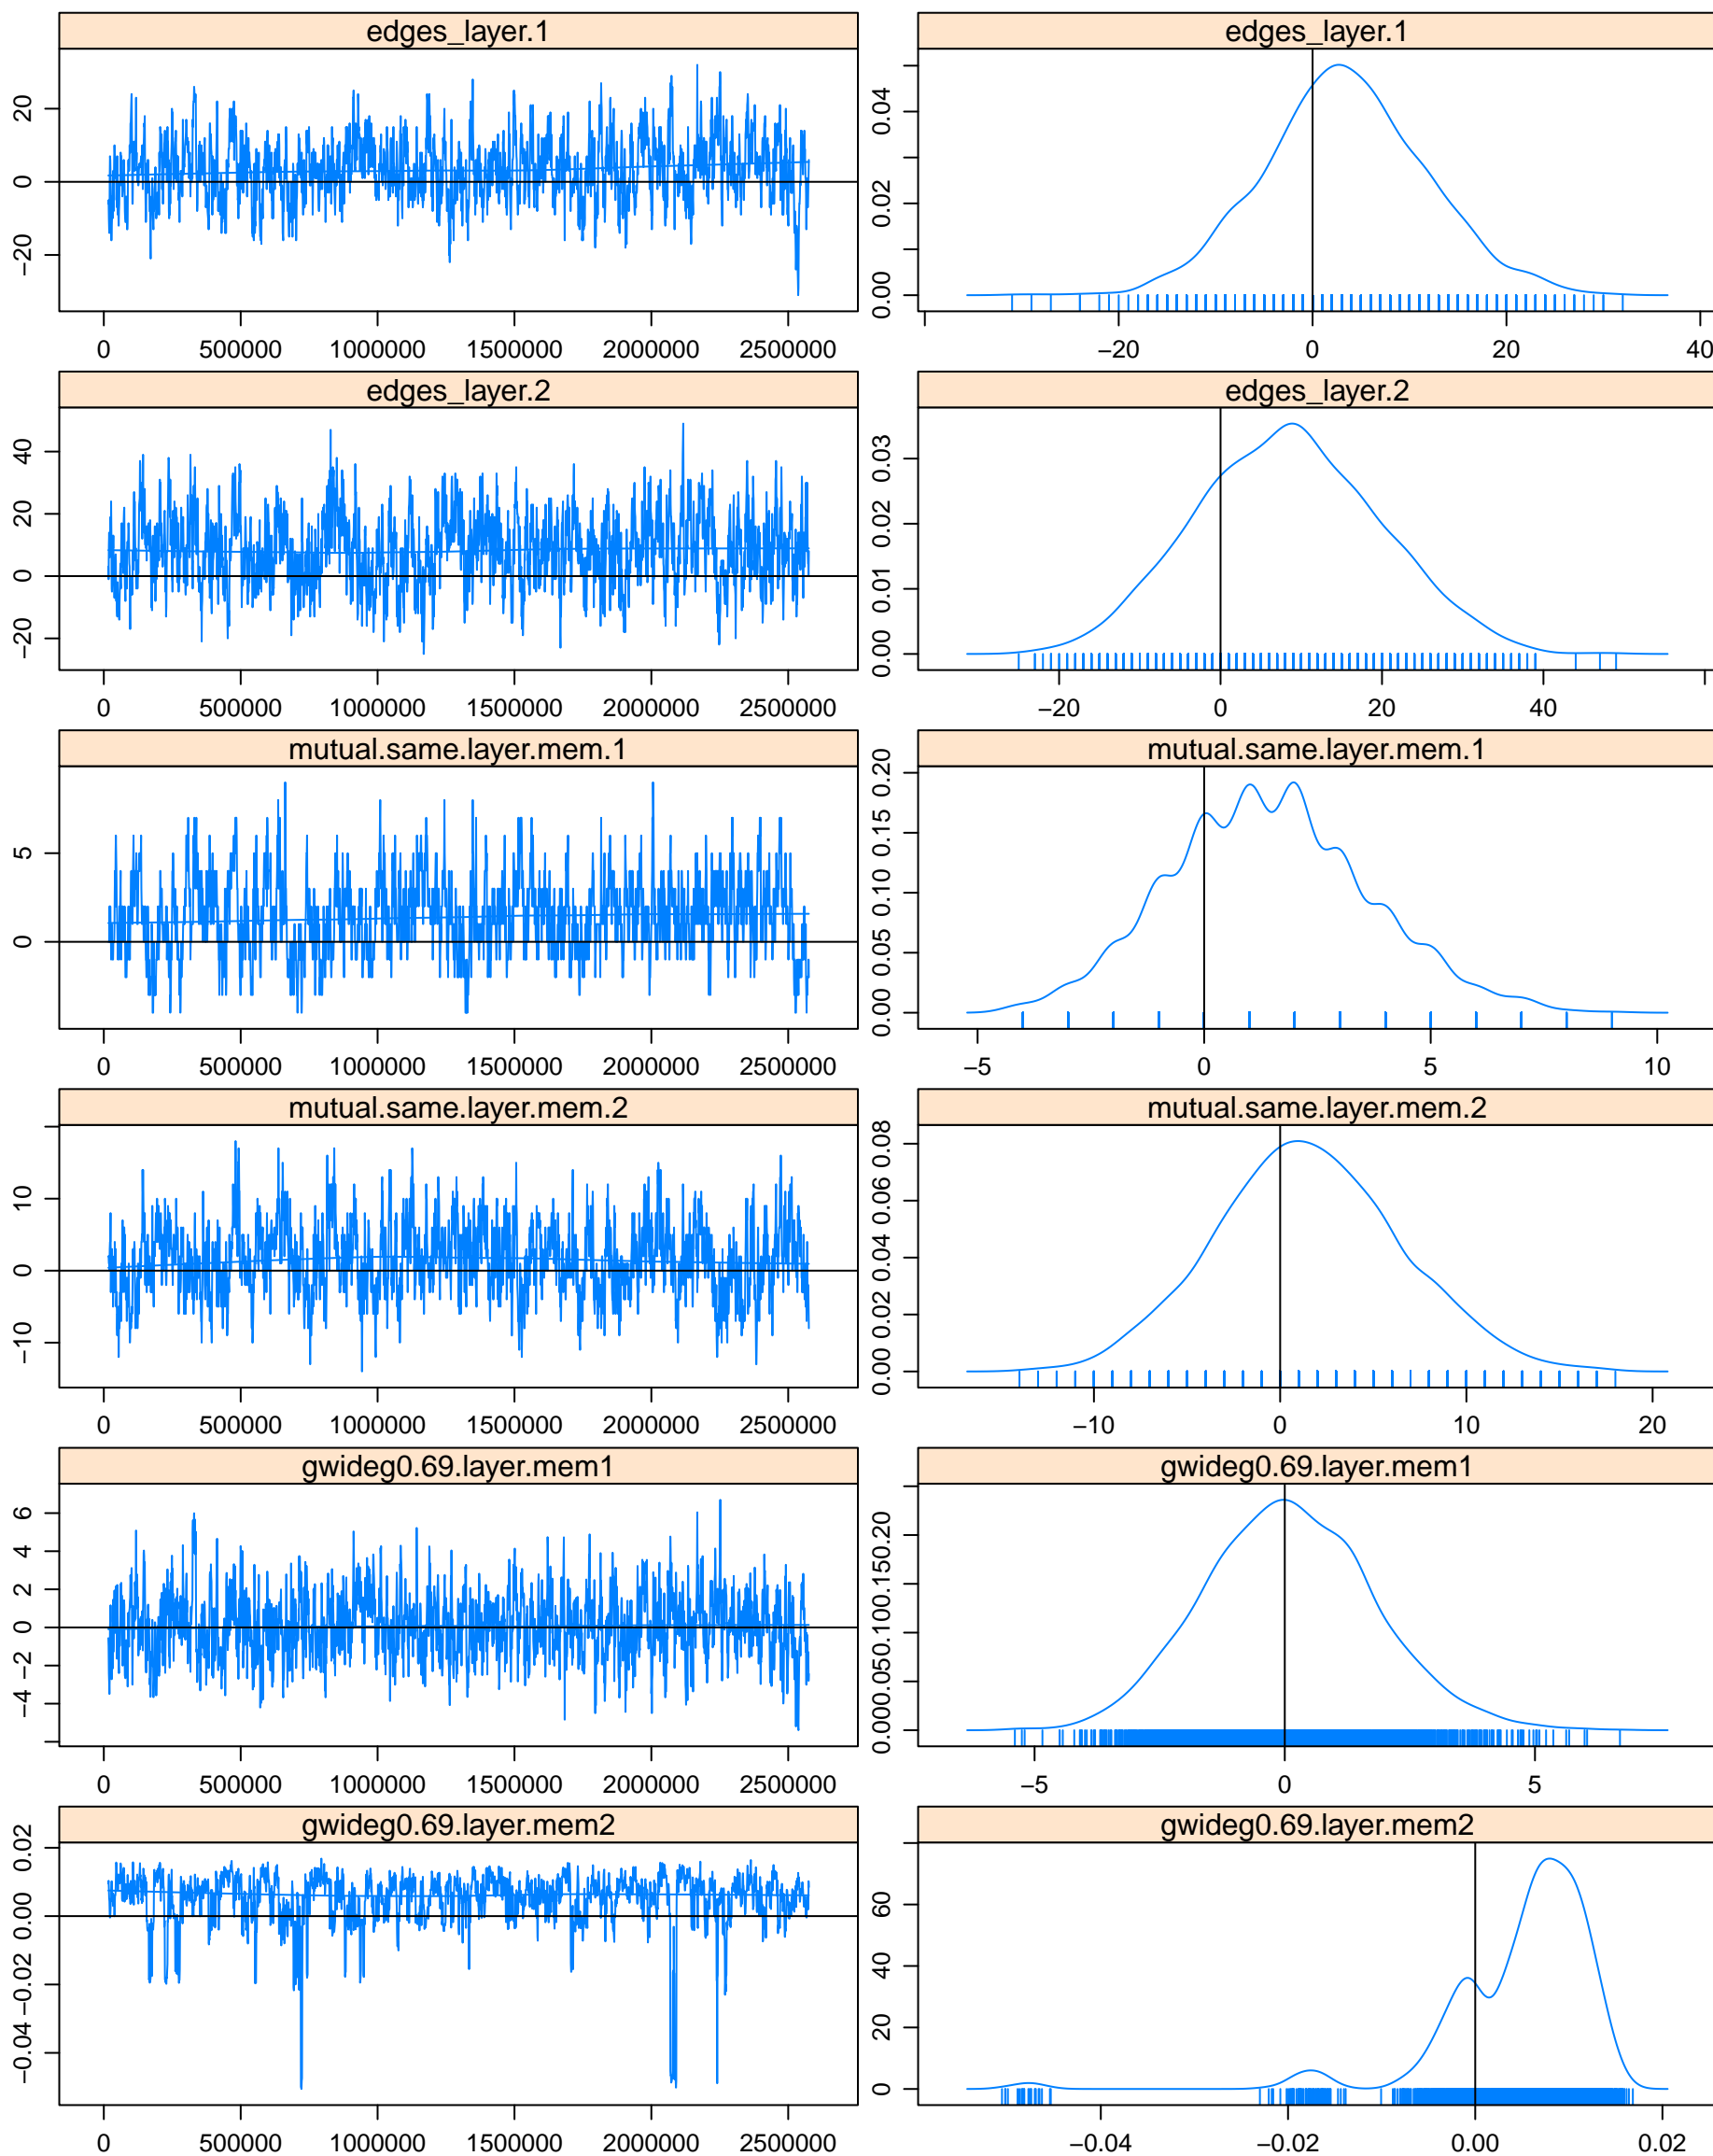 edges_layer.1 edges_layer.1
−20 0 20
0.00 0.02 0.04
0 500000 1000000 1500000 2000000 2500000 −20 0 20 40
edges_layer.2 edges_layer.2
−20 0 20 40
0.00 0.01 0.02 0.03
0 500000 1000000 1500000 2000000 2500000 −20 0 20 40
mutual.same.layer.mem.1 mutual.same.layer.mem.1
0 5
0.00 0.05 0.10 0.15 0.20
0 500000 1000000 1500000 2000000 2500000 −5 0 5 10
mutual.same.layer.mem.2 mutual.same.layer.mem.2
−10 0 10
0.00 0.02 0.04 0.06 0.08
0 500000 1000000 1500000 2000000 2500000 −10 0 10 20
gwideg0.69.layer.mem1 gwideg0.69.layer.mem1
−4 −2 0 2 4 6
0.00 0.05 0.10 0.15 0.20
0 500000 1000000 1500000 2000000 2500000 −5 0 5
gwideg0.69.layer.mem2 gwideg0.69.layer.mem2
−0.04 −0.02 0.00 0.02
0 20 40 60
0 500000 1000000 1500000 2000000 2500000 −0.04 −0.02 0.00 0.02